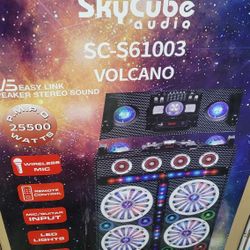 SkyCube
audio
SC-S61003
VOLCANO
EASY LINK
PEAKER STEREO SOUND
P.M.P.O
25500
WATTS
WIRELESS
MIC
REMOTE CONTROL
MIC/GUITAR
INPUT
LED
LIGHTS